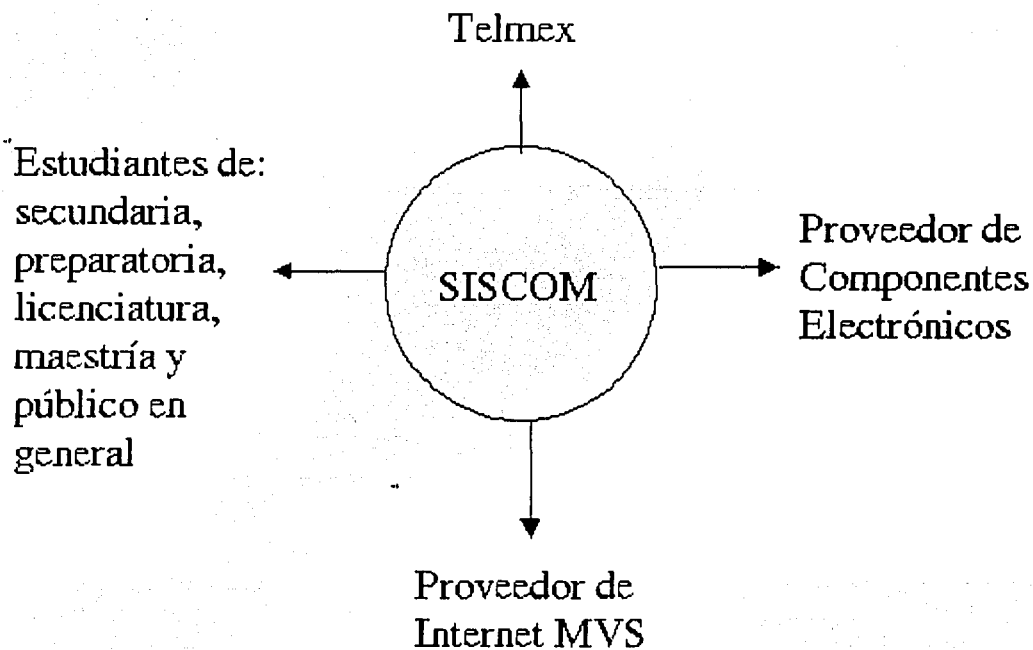 Telmex
Estudiantes de:
secundaria,
preparatoria,
licenciatura,
maestría y
público en
general
SISCOM
Proveedor de
Componentes
Electrónicos
Proveedor de
Internet MVS